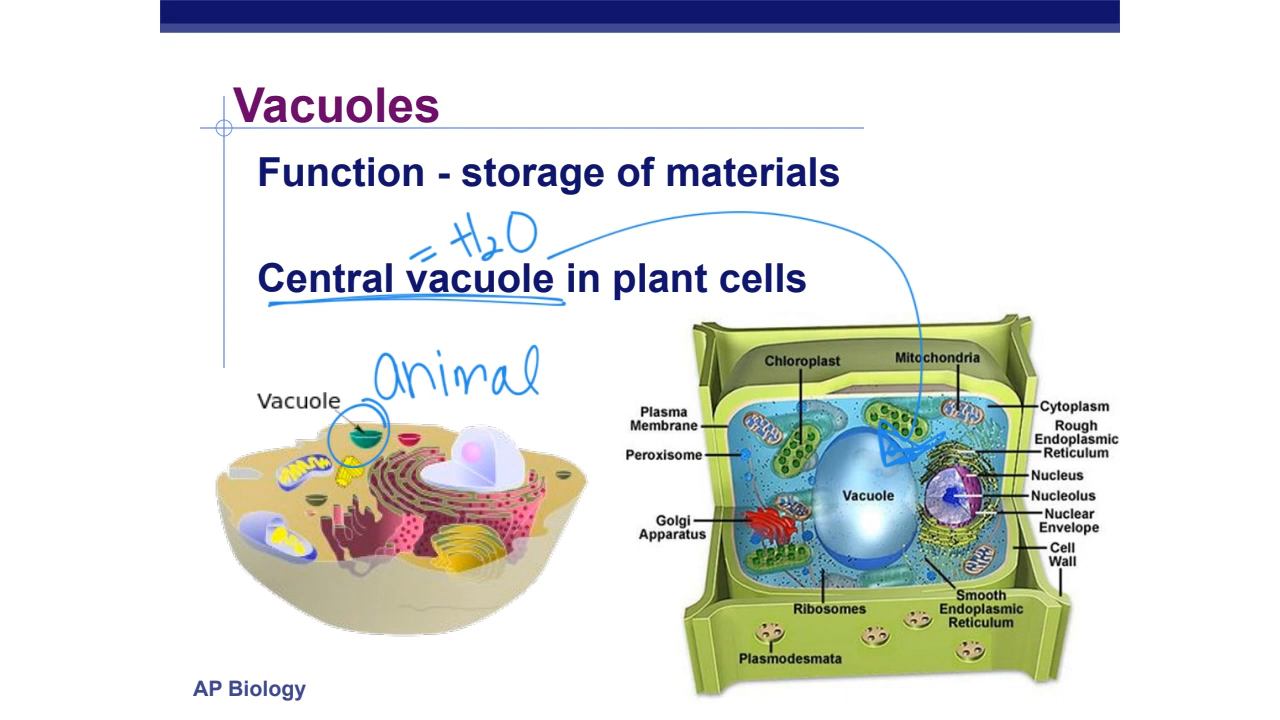 Vacuoles
Function - storage of materials
= H₂O
Central vacuole in plant cells
animal
Vacuole
Chloroplast
Mitochondria
Plasma
Membrane
Peroxisome
Golgi
Apparatus
Vacuole
Cytoplasm
Rough
Endoplasmic
Reticulum
Nucleus
Nucleolus
Nuclear
Envelope
Cell
Wall
Ribosomes
Smooth
Endoplasmic
Reticulum
Plasmodesmata
AP Biology